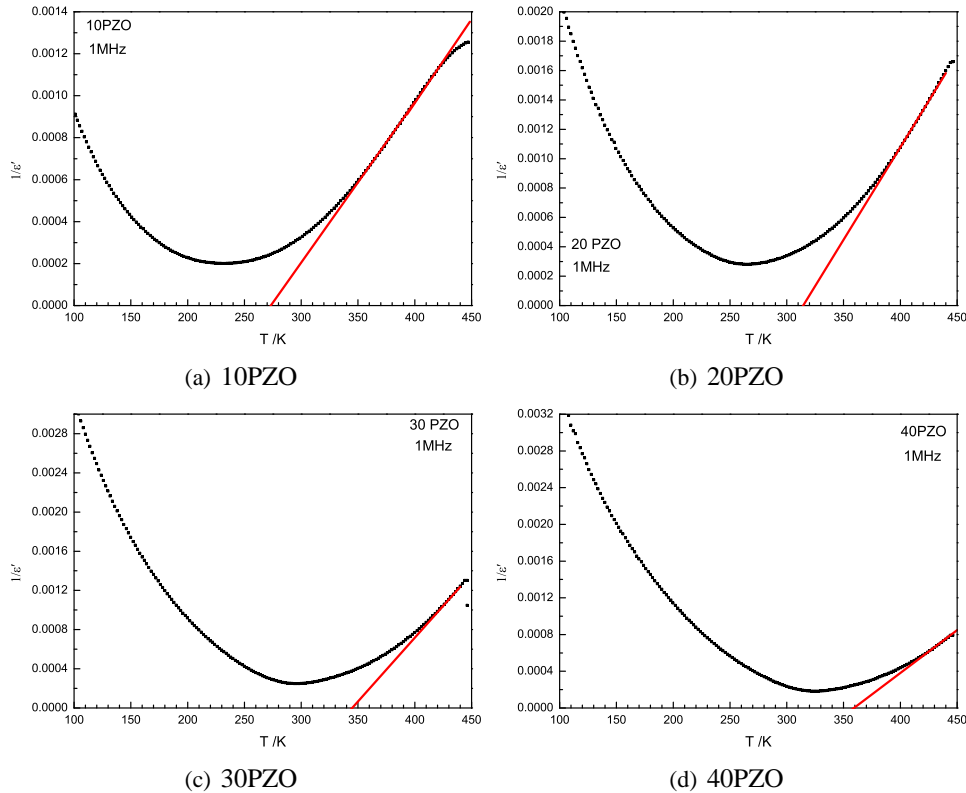 0.0014
0.0012
0.0010
0.0008
0.0006
0.0004
0.0002
0.0000
1/ε'
10PZO
1MHz
100 150 200 250 300 350 400 450
T /K
(a) 10PZO
0.0020
0.0018
0.0016
0.0014
0.0012
0.0010
0.0008
0.0006
0.0004
0.0002
0.0000
1/ε'
20 PZO
1MHz
100 150 200 250 300 350 400 450
T /K
(b) 20PZO
0.0028
0.0024
0.0020
0.0016
0.0012
0.0008
0.0004
0.0000
1/ε'
30 PZO
1MHz
100 150 200 250 300 350 400 450
T /K
(c) 30PZO
0.0032
0.0028
0.0024
0.0020
0.0016
0.0012
0.0008
0.0004
0.0000
1/ε'
40PZO
1MHz
100 150 200 250 300 350 400 450
T /K
(d) 40PZO